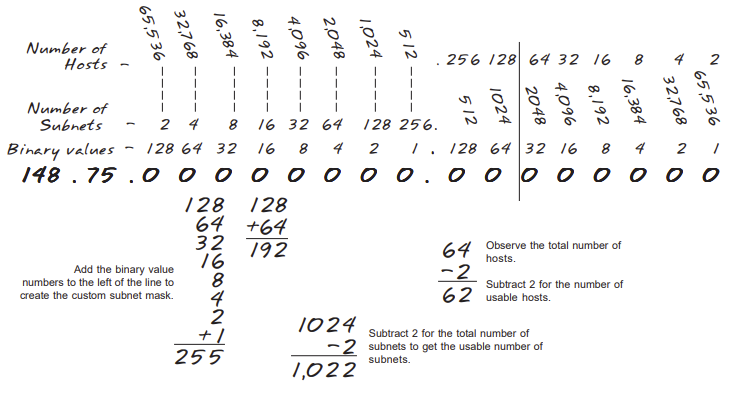 Number of Hosts - 65,536 32,768 16,384 8,192 4,096 2,048 1,024 512 . 256 128 64 32 16 8 4 2
Number of Subnets - 2 4 8 16 32 64 128 256. 512 1024 2048 4,096 8,192 16,384 32,768 65,536
Binary values - 128 64 32 16 8 4 2 1 . 128 64 32 16 8 4 2 1
148 . 75 . 0 0 0 0 0 0 0 0 . 0 0 0 0 0 0 0 0
Add the binary value
numbers to the left of the line to
create the custom subnet mask.
128
64
32
16
8
4
2
+1
255
128
+64
192
64
-2
62
Observe the total number of
hosts.
Subtract 2 for the number of
usable hosts.
1024
-2
1,022
Subtract 2 for the total number of
subnets to get the usable number of
subnets.